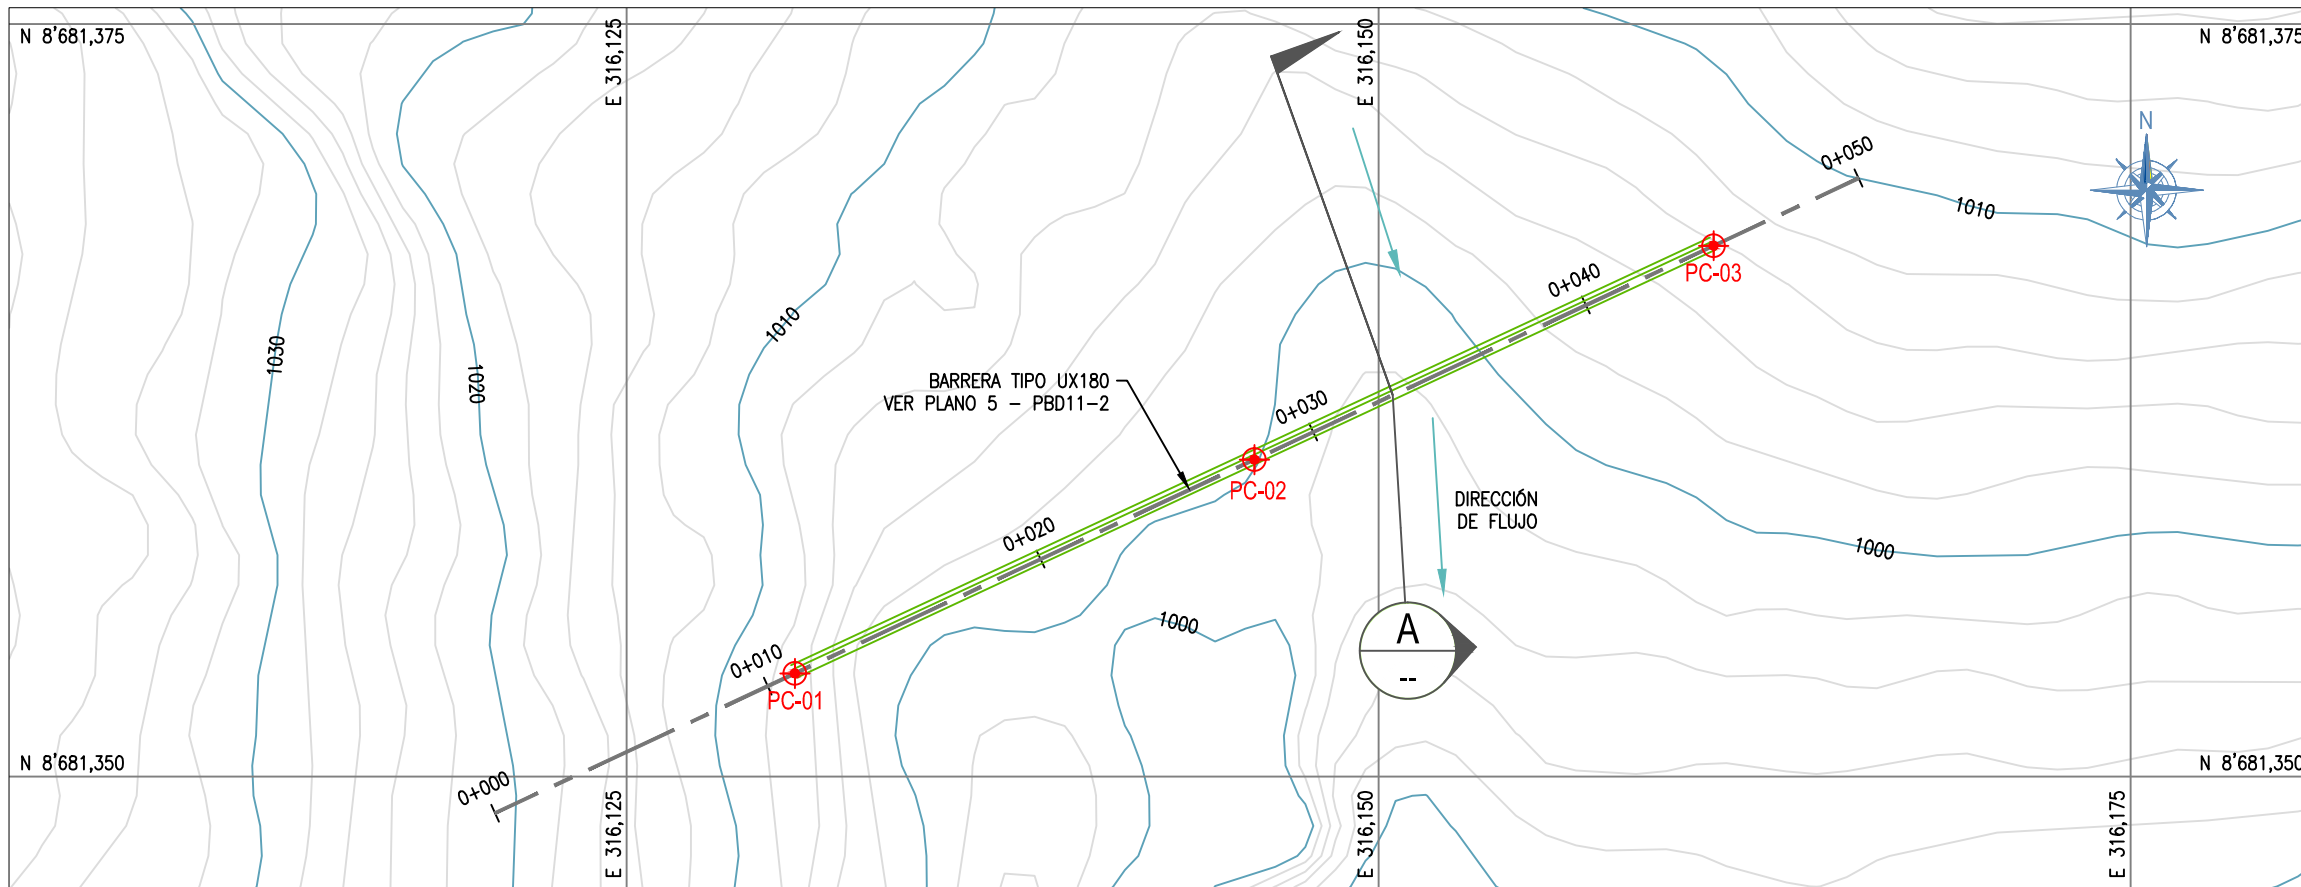 N 8'681,375
E 316,125
E 316,150
N 8'681,375
N
0+050
1010
PC-03
0+040
1010
1030
1020
BARRERA TIPO UX180
VER PLANO 5 – PBD11-2
0+030
PC-02
DIRECCIÓN
DE FLUJO
0+020
1000
1000
A
--
0+010
PC-01
N 8'681,350
N 8'681,350
0+000
E 316,125
E 316,150
E 316,175